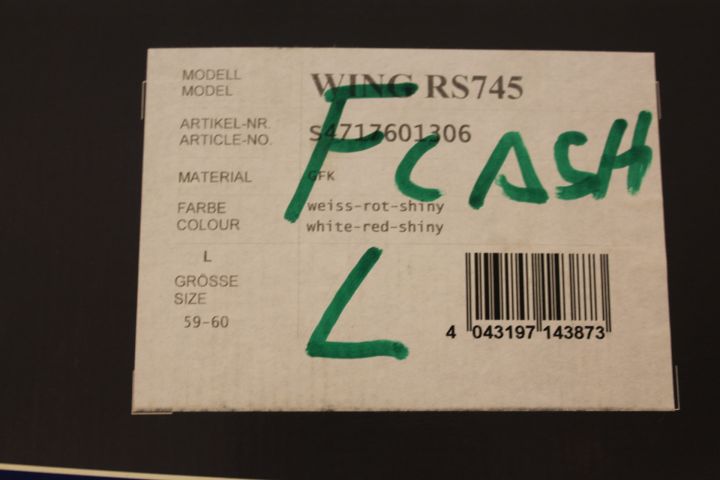 MODELL
MODEL
WING RS745
ARTIKEL-NR.
ARTICLE-NO.
S4717601306
F CASH
MATERIAL
GFK
FARBE
COLOUR
weiss-rot-shiny
white-red-shiny
L
GRÖSSE
SIZE
59-60
L
4 043197 143873